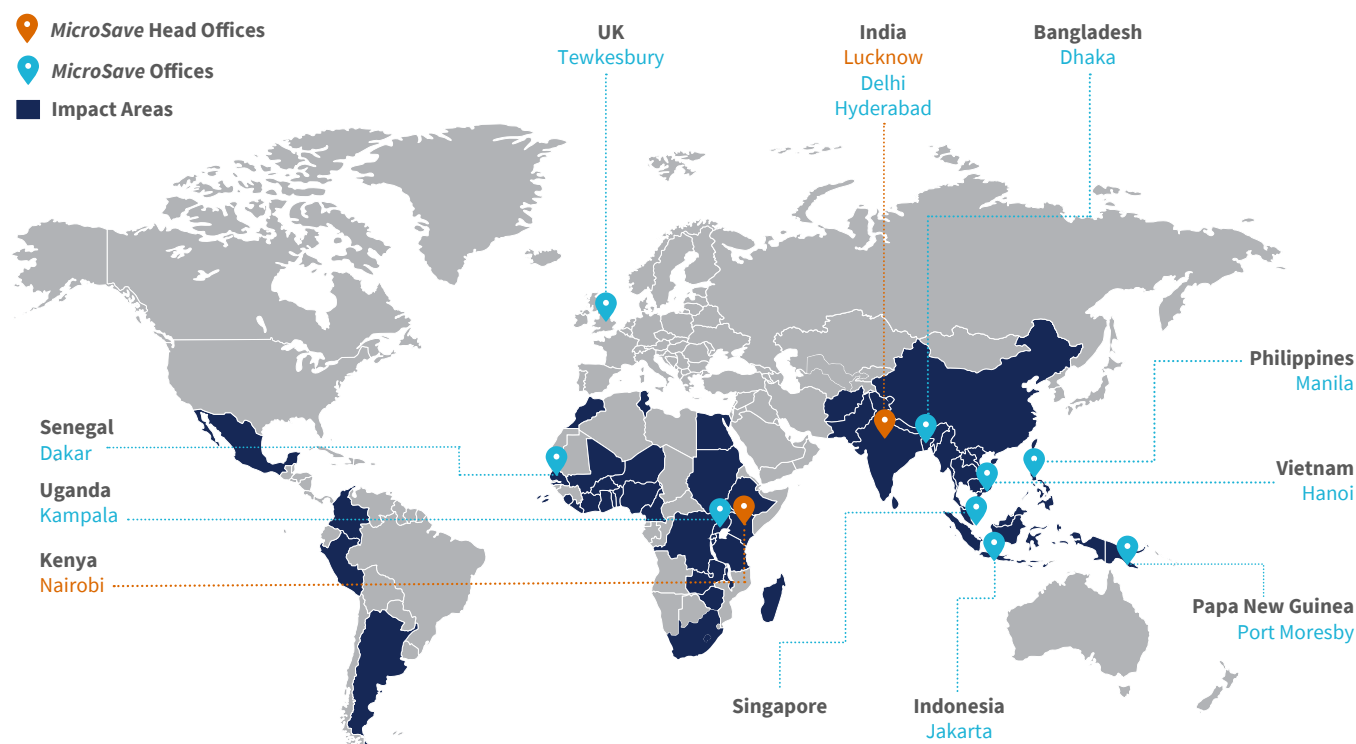 MicroSave Head Offices
MicroSave Offices
Impact Areas
UK
Tewkesbury
India
Lucknow
Delhi
Hyderabad
Bangladesh
Dhaka
Philippines
Manila
Senegal
Dakar
Vietnam
Hanoi
Uganda
Kampala
Kenya
Nairobi
Papa New Guinea
Port Moresby
Singapore
Indonesia
Jakarta